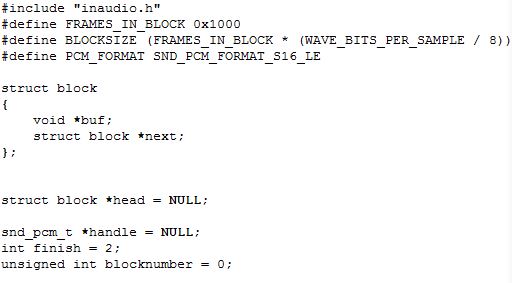 #include "inaudio.h"
#define FRAMES_IN_BLOCK 0x1000
#define BLOCKSIZE (FRAMES_IN_BLOCK * (WAVE_BITS_PER_SAMPLE / 8))
#define PCM_FORMAT SND_PCM_FORMAT_S16_LE

struct block
{
    void *buf;
    struct block *next;
};


struct block *head = NULL;

snd_pcm_t *handle = NULL;
int finish = 2;
unsigned int blocknumber = 0;